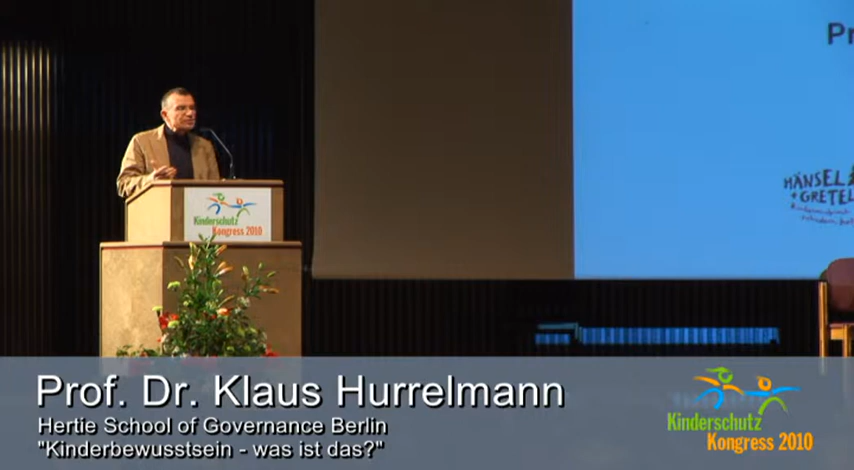 Pr
HÄNSEL
+ GRETEL
Kinderschutz
Kongress 2010
Prof. Dr. Klaus Hurrelmann
Hertie School of Governance Berlin
"Kinderbewusstsein - was ist das?"
Kinderschutz
Kongress 2010